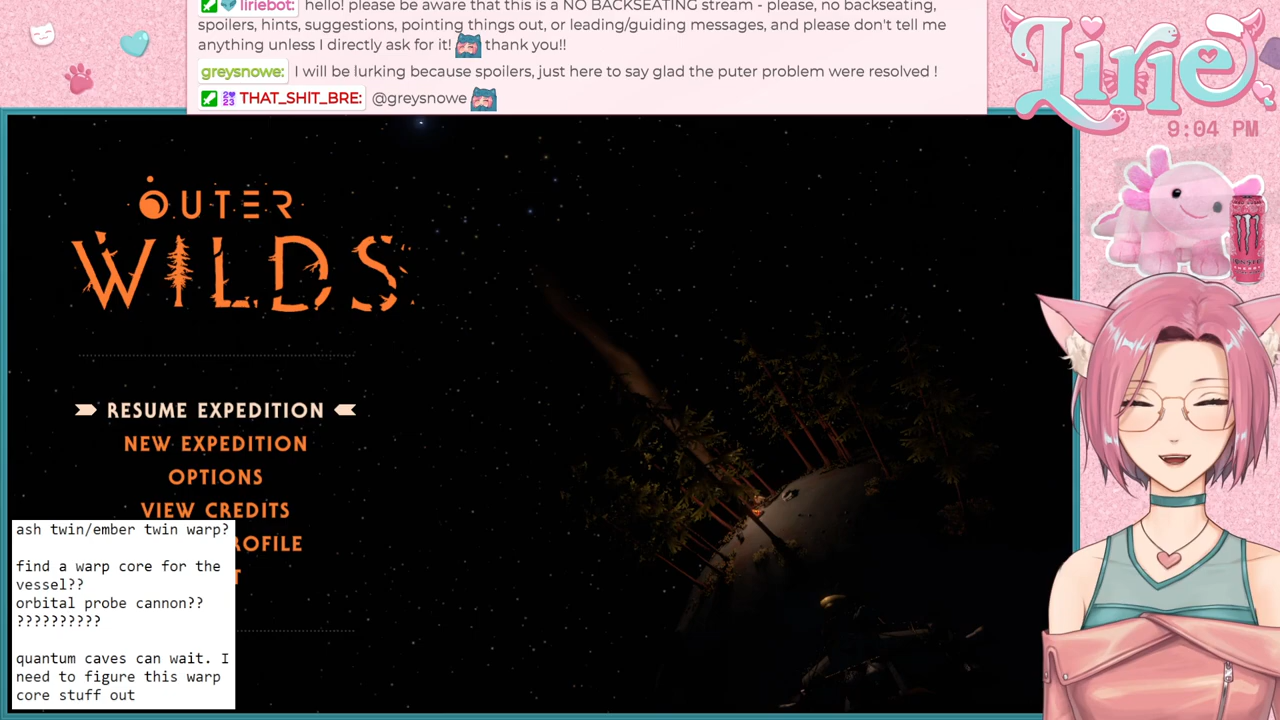 liriebot: hello! please be aware that this is a NO BACKSEATING stream - please, no backseating,
spoilers, hints, suggestions, pointing things out, or leading/guiding messages, and please don't tell me
anything unless I directly ask for it! thank you!!
greysnowe: I will be lurking because spoilers, just here to say glad the puter problem were resolved !
2023 THAT_SHIT_BRE: @greysnowe
Lirie
9:04 PM
OUTER
WILDS
RESUME EXPEDITION
NEW EXPEDITION
OPTIONS
VIEW CREDITS
ROFILE
T
ash twin/ember twin warp?
find a warp core for the
vessel??
orbital probe cannon??
??????????
quantum caves can wait. I
need to figure this warp
core stuff out